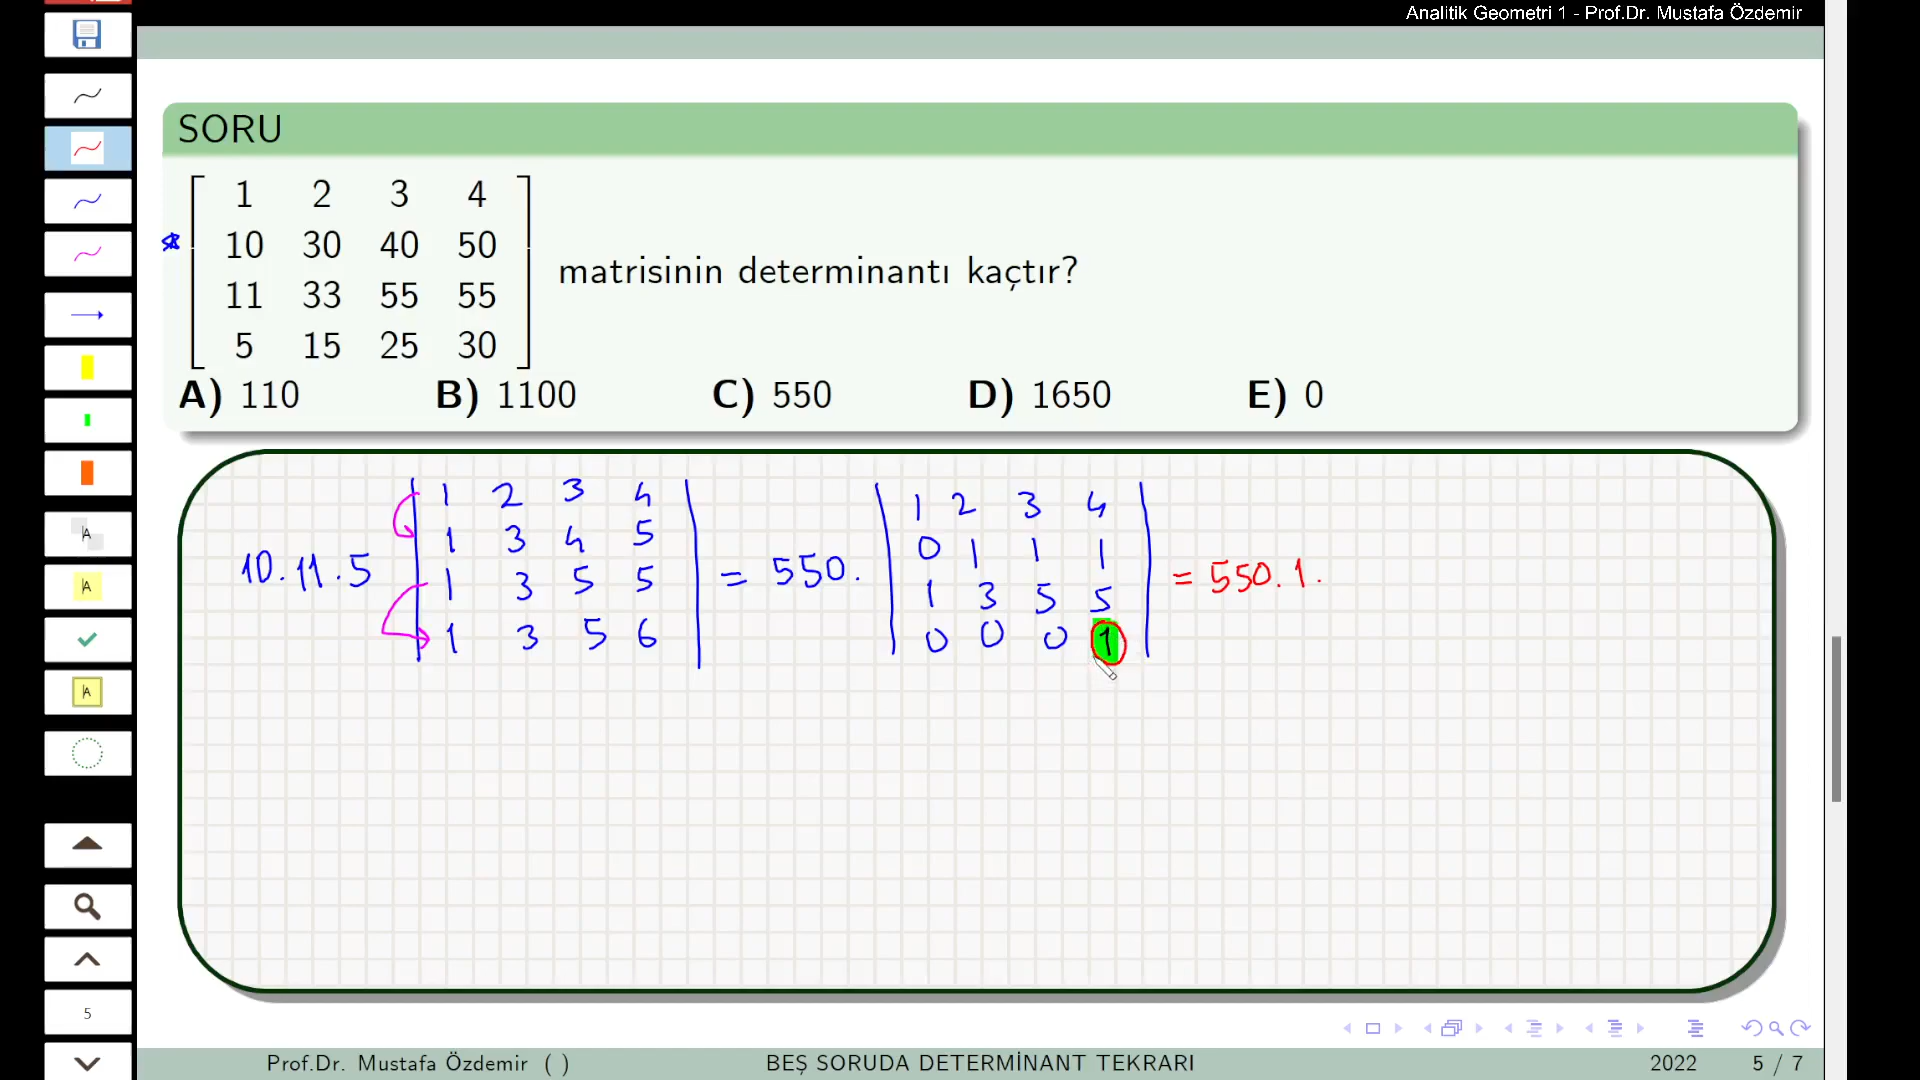 Analitik Geometri 1 - Prof.Dr. Mustafa Özdemir
SORU
1 2 3 4
10 30 40 50
11 33 55 55
5 15 25 30
matrisinin determinantı kaçtır?
A) 110 B) 1100 C) 550 D) 1650 E) 0
10.11.5
1 2 3 4
1 3 4 5
1 3 5 5
1 3 5 6
= 550.
1 2 3 4
0 1 1 1
1 3 5 5
0 0 0 1
= 550.1.
A
A
A
5
Prof.Dr. Mustafa Özdemir ( ) BEŞ SORUDA DETERMİNANT TEKRARI 2022 5 / 7